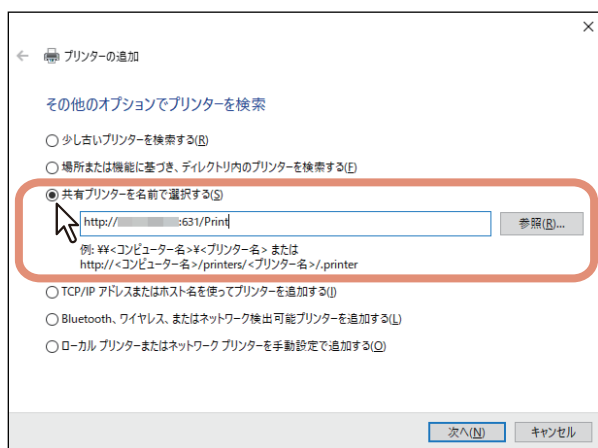 プリンターの追加
その他のオプションでプリンターを検索
少し古いプリンターを検索する(R)
場所または機能に基づき、ディレクトリ内のプリンターを検索する(F)
共有プリンターを名前で選択する(S)
http:// :631/Print
参照(R)...
例: ¥¥<コンピューター名>¥<プリンター名> または
http://<コンピューター名>/printers/<プリンター名>/.printer
TCP/IP アドレスまたはホスト名を使ってプリンターを追加する(I)
Bluetooth、ワイヤレス、またはネットワーク検出可能プリンターを追加する(L)
ローカル プリンターまたはネットワーク プリンターを手動設定で追加する(O)
次へ(N)
キャンセル